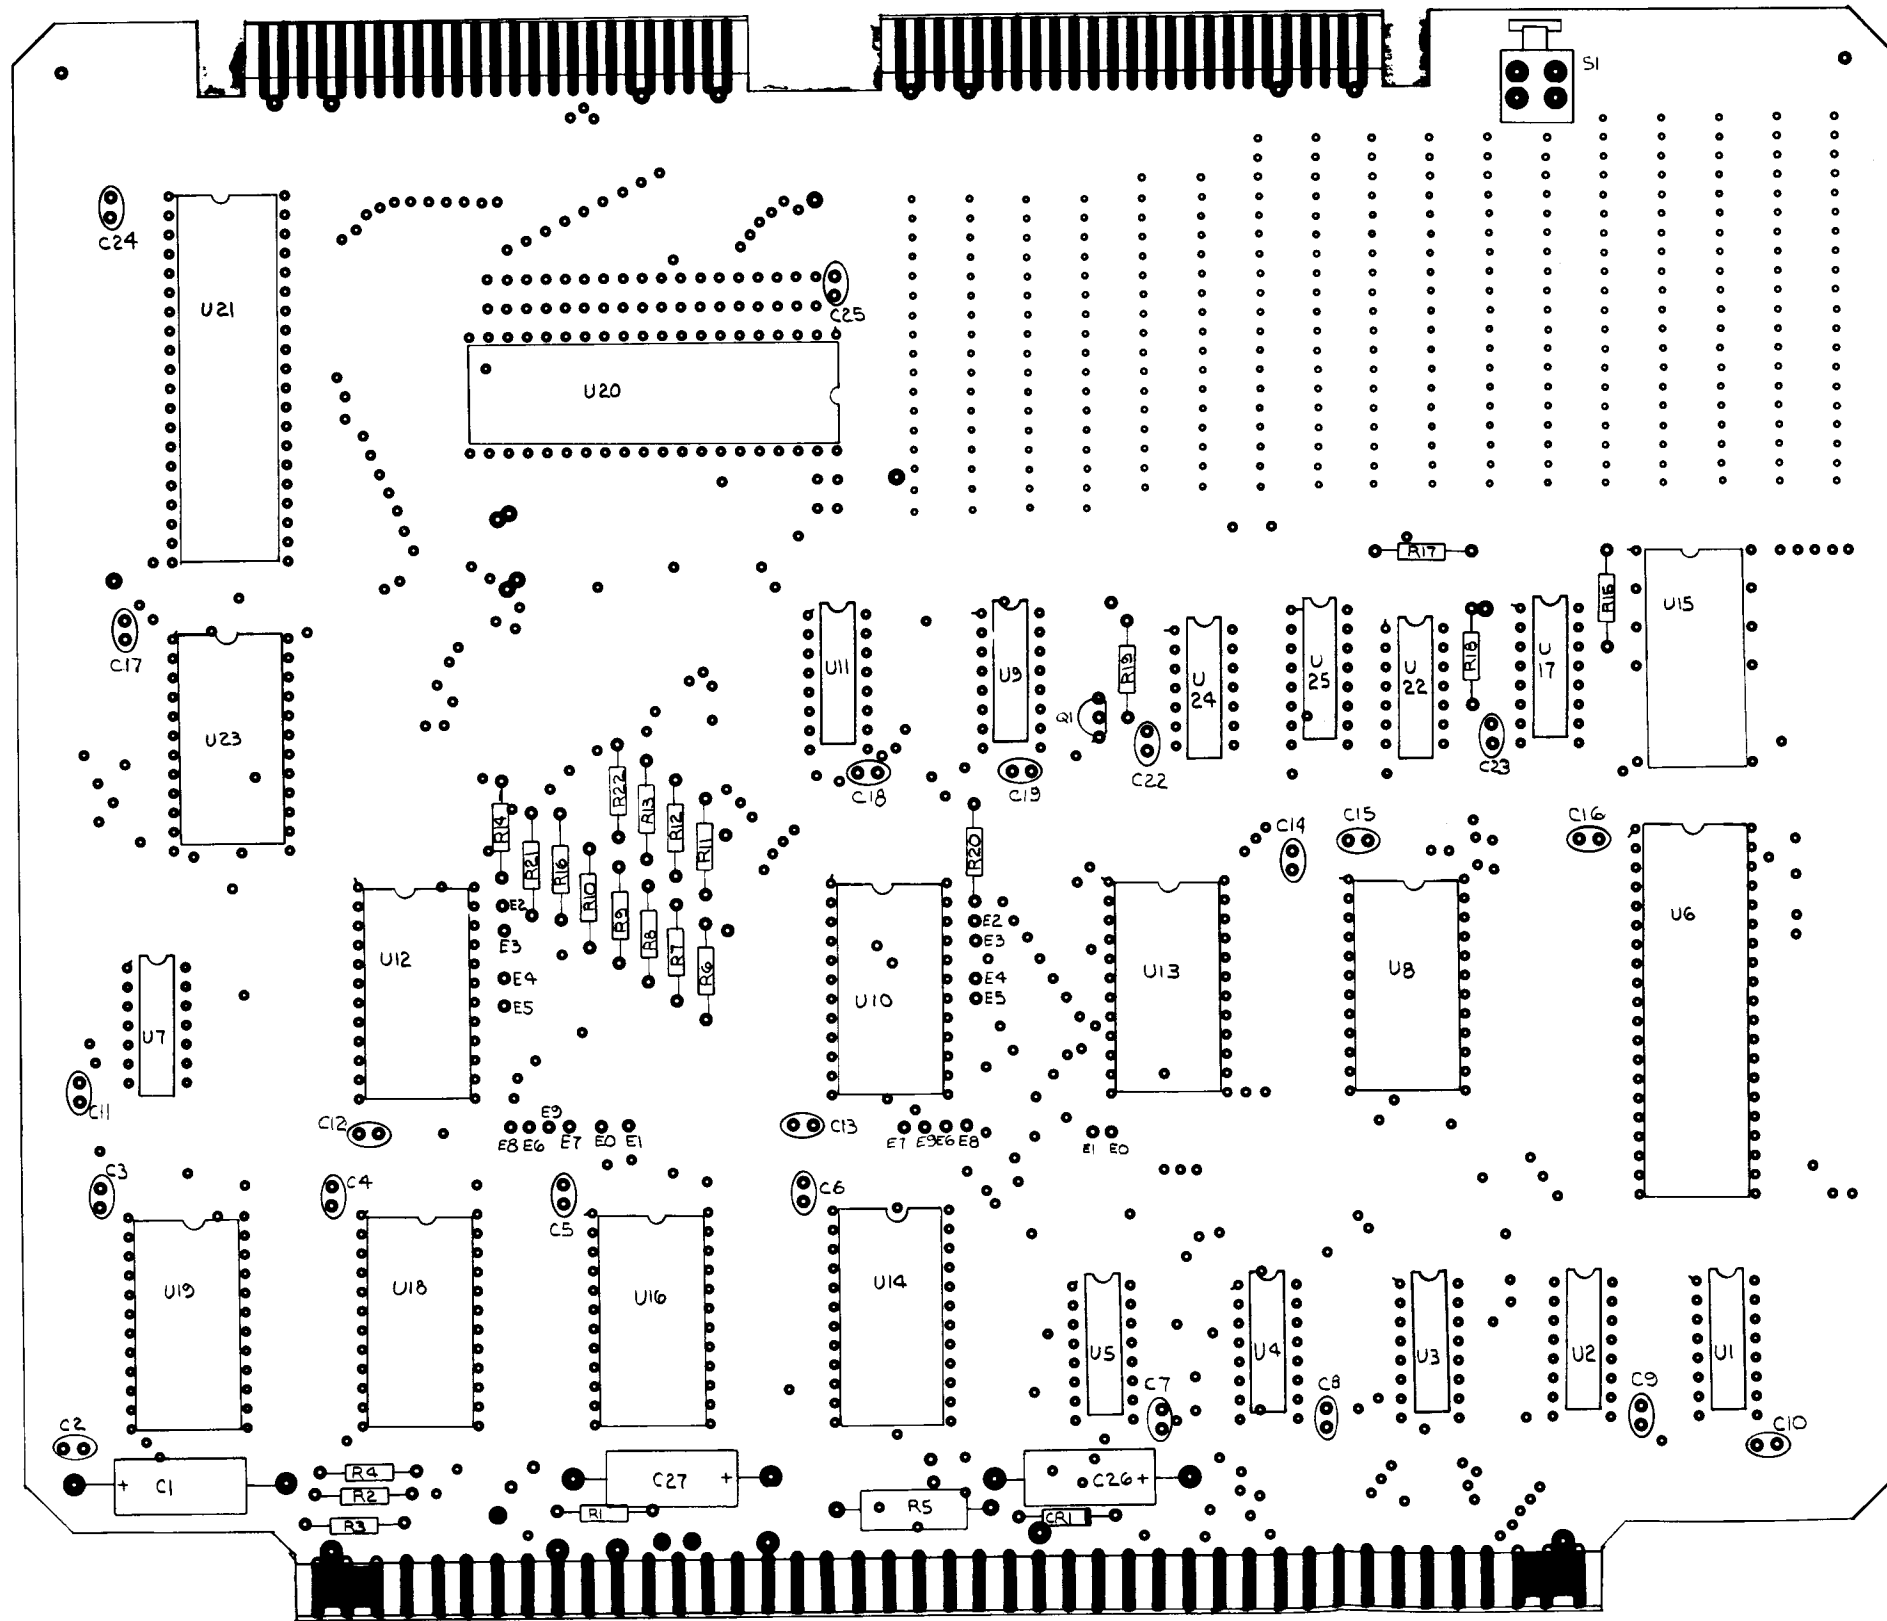 S1
C24
U21
C25
U20
R17
R15
U15
C17
U11
U9
R19
U
24
U
25
U
22
R18
U
17
Q1
U23
C22
C23
C18
C19
R22
R13
R12
R11
R14
R21
R16
R10
R9
R8
R7
R6
R20
C14
C15
C16
E2
E3
E4
E5
U12
U10
E2
E3
E4
E5
U13
U8
U6
U7
C11
C12
E9
E8 E6 E7 E0 E1
C13
E7 E9 E6 E8
E1 E0
C3
C4
C5
C6
U19
U18
U16
U14
U5
U4
U3
U2
U1
C7
C8
C9
C10
C2
+ C1
R4
R2
R3
C27 +
R1
R5
C26 +
CR1